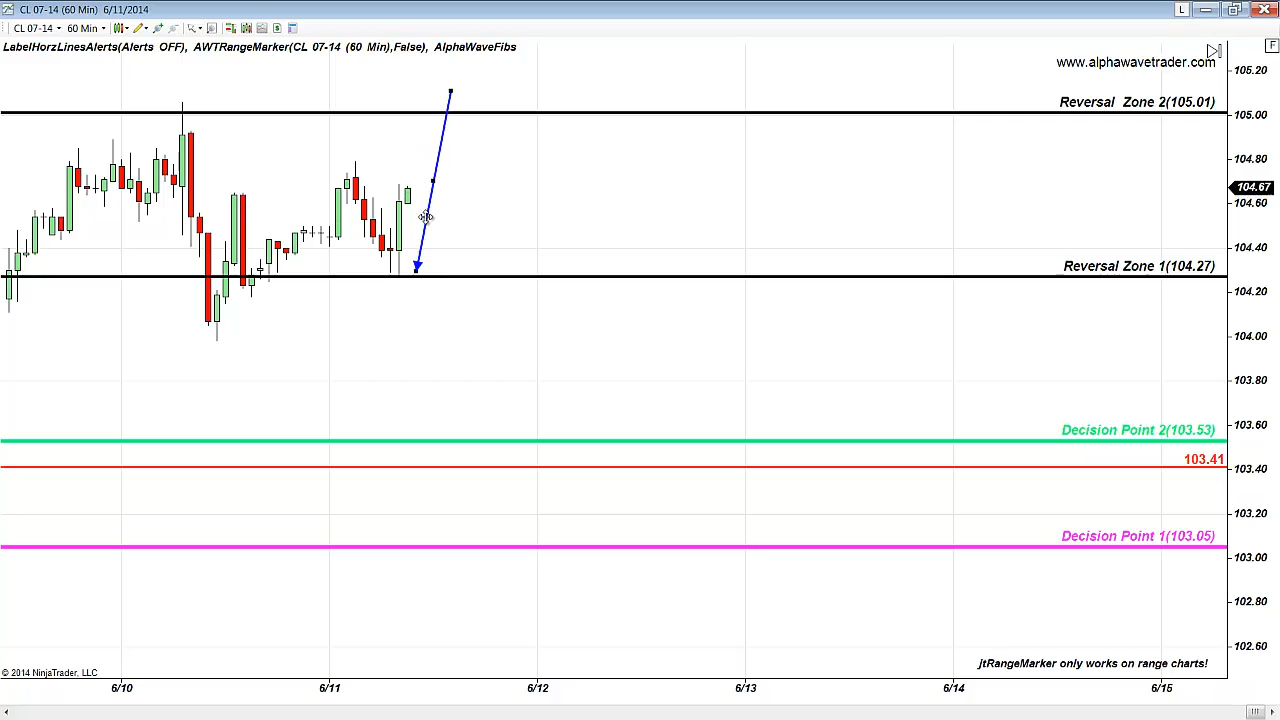 CL 07-14 (60 Min)  6/11/2014
L
CL 07-14  60 Min
LabelHorzLinesAlerts(Alerts OFF), AWTRangeMarker(CL 07-14 (60 Min),False), AlphaWaveFibs
F
www.alphawavetrader.com
105.20
Reversal  Zone 2(105.01)
105.00
104.80
104.67
104.60
104.40
Reversal Zone 1(104.27)
104.20
104.00
103.80
103.60
Decision Point 2(103.53)
103.41
103.40
103.20
Decision Point 1(103.05)
103.00
102.80
102.60
jtRangeMarker only works on range charts!
© 2014 NinjaTrader, LLC
6/10  6/11  6/12  6/13  6/14  6/15